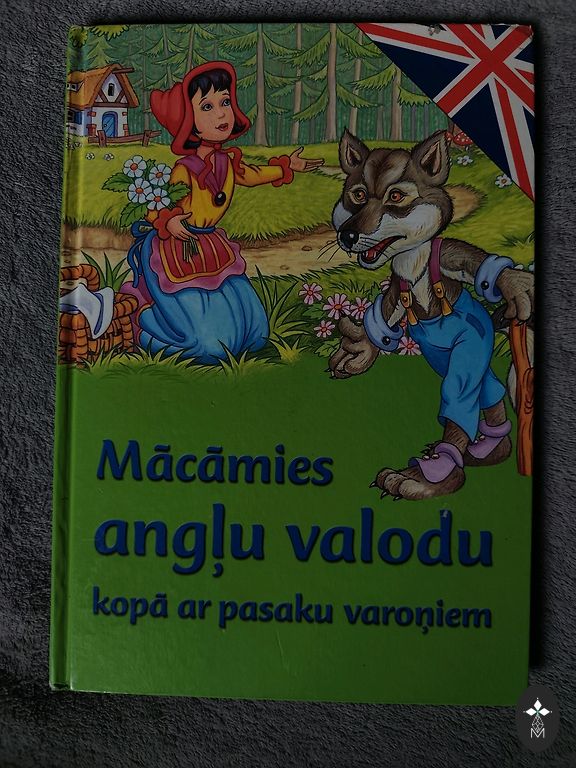 Mācāmies
angļu valodu
kopā ar pasaku varoņiem